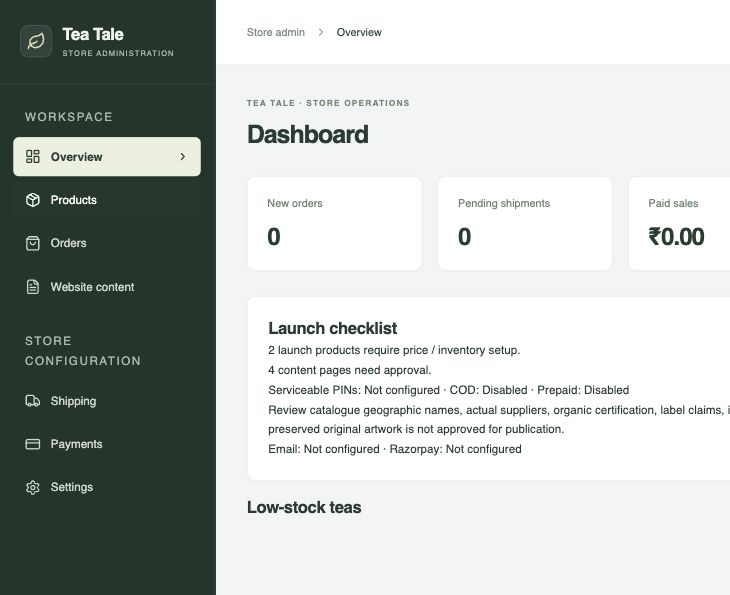 Tea Tale
STORE ADMINISTRATION
WORKSPACE
Overview
Products
Orders
Website content
STORE
CONFIGURATION
Shipping
Payments
Settings
Store admin
Overview
TEA TALE · STORE OPERATIONS
Dashboard
New orders
0
Pending shipments
0
Paid sales
₹0.00
Launch checklist
2 launch products require price / inventory setup.
4 content pages need approval.
Serviceable PINs: Not configured · COD: Disabled · Prepaid: Disabled
Review catalogue geographic names, actual suppliers, organic certification, label claims,
preserved original artwork is not approved for publication.
Email: Not configured · Razorpay: Not configured
Low-stock teas